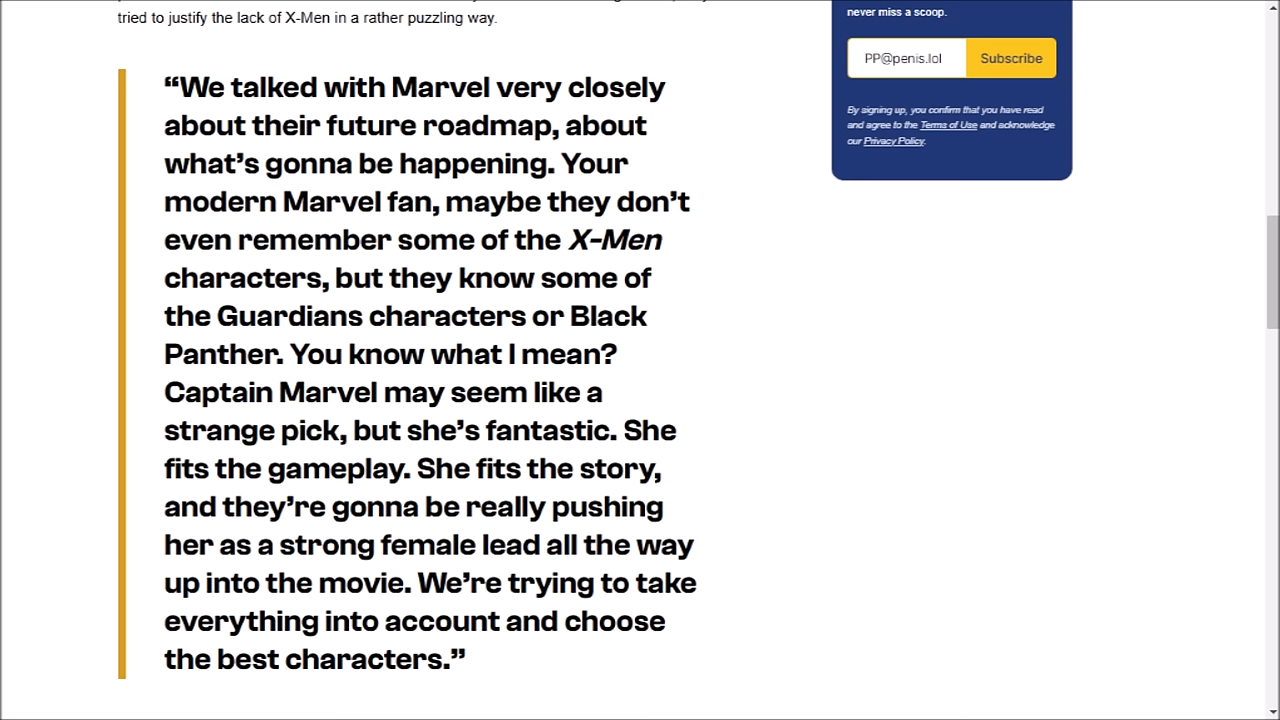 tried to justify the lack of X-Men in a rather puzzling way.
“We talked with Marvel very closely
about their future roadmap, about
what’s gonna be happening. Your
modern Marvel fan, maybe they don’t
even remember some of the X-Men
characters, but they know some of
the Guardians characters or Black
Panther. You know what I mean?
Captain Marvel may seem like a
strange pick, but she’s fantastic. She
fits the gameplay. She fits the story,
and they’re gonna be really pushing
her as a strong female lead all the way
up into the movie. We’re trying to take
everything into account and choose
the best characters.”
never miss a scoop.
PP@penis.lol
Subscribe
By signing up, you confirm that you have read
and agree to the Terms of Use and acknowledge
our Privacy Policy.